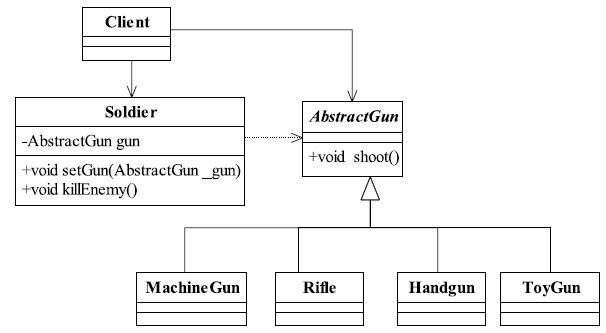 Client
Soldier
-AbstractGun gun
+void setGun(AbstractGun _gun)
+void killEnemy()
AbstractGun
+void shoot()
MachineGun
Rifle
Handgun
ToyGun